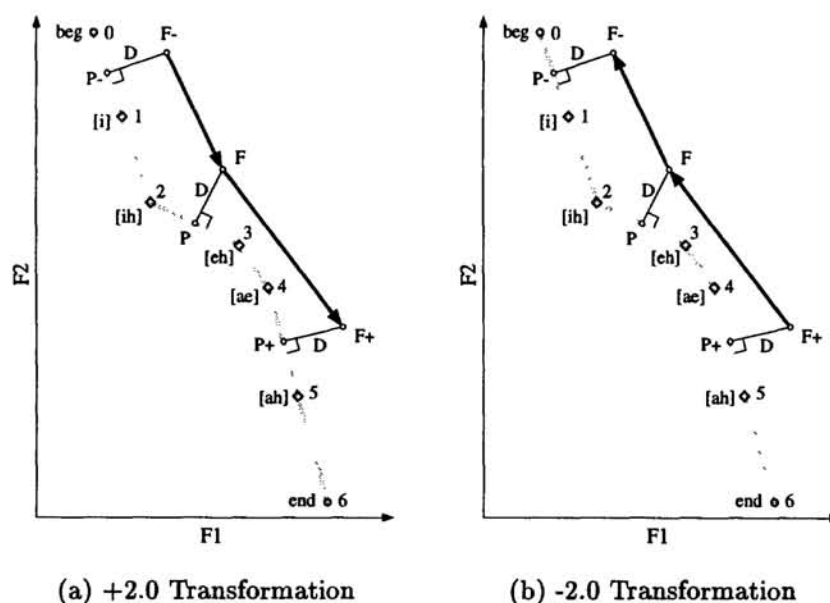 beg 0 F-
D
P-
[i] 1
F
D
2
[ih]
P
3
[eh]
4
[ae]
P+ D F+
[ah] 5
end 6
F2
F1
(a) +2.0 Transformation
beg 0 F-
D
P-
[i] 1
F
D
2
[ih]
P
3
[eh]
4
[ae]
P+ D F+
[ah] 5
end 6
F2
F1
(b) -2.0 Transformation